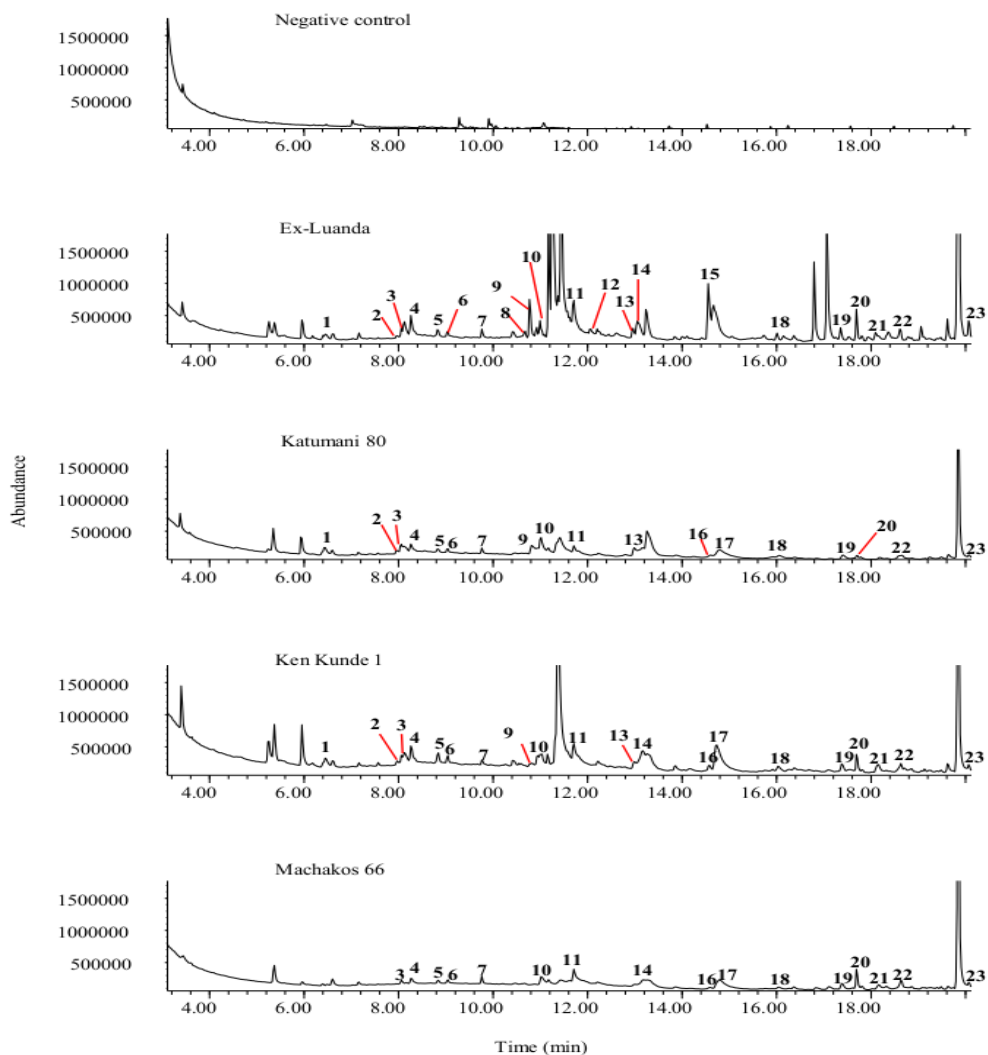 Negative control
1500000
1000000
500000
4.00 6.00 8.00 10.00 12.00 14.00 16.00 18.00
Ex-Luanda
1500000
1000000
500000
1 2 3 4 5 6 7 8 9 10 11 12 13 14 15 18 19 20 21 22 23
4.00 6.00 8.00 10.00 12.00 14.00 16.00 18.00
Katumani 80
1500000
1000000
500000
1 2 3 4 5 6 7 9 10 11 13 16 17 18 19 20 22 23
4.00 6.00 8.00 10.00 12.00 14.00 16.00 18.00
Abundance
Ken Kunde 1
1500000
1000000
500000
1 2 3 4 5 6 7 9 10 11 13 14 16 17 18 19 20 21 22 23
4.00 6.00 8.00 10.00 12.00 14.00 16.00 18.00
Machakos 66
1500000
1000000
500000
3 4 5 6 7 10 11 14 16 17 18 19 20 21 22 23
4.00 6.00 8.00 10.00 12.00 14.00 16.00 18.00
Time (min)